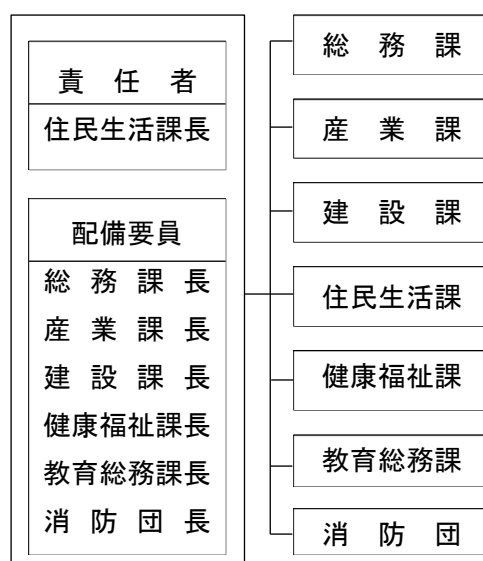 責任者
住民生活課長
配備要員
総務課長
産業課長
建設課長
健康福祉課長
教育総務課長
消防団長
総務課
産業課
建設課
住民生活課
健康福祉課
教育総務課
消防団